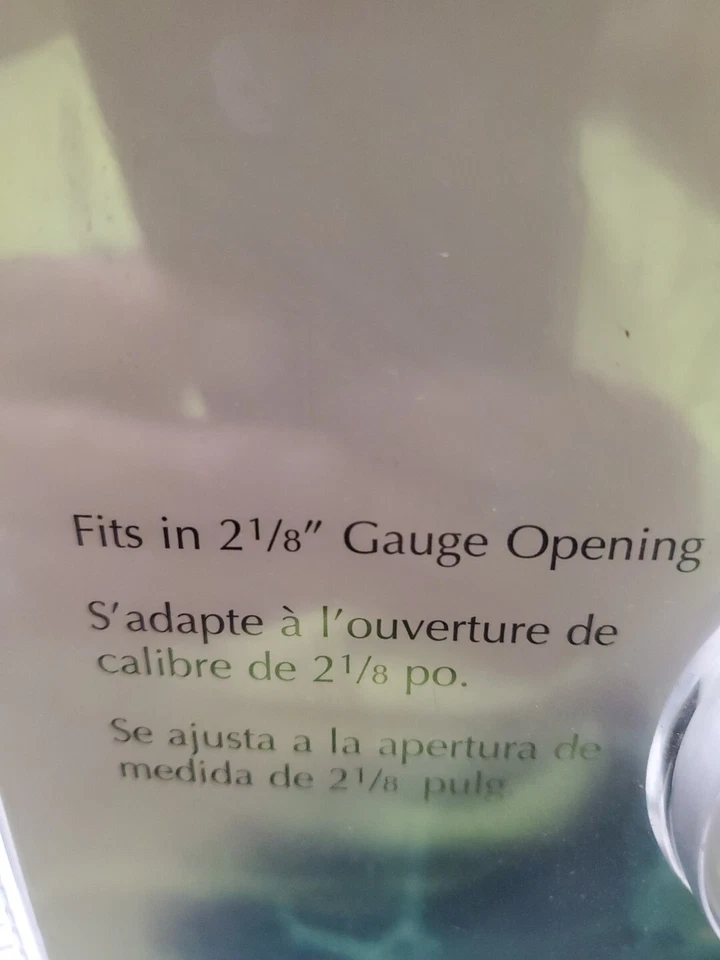 Fits in 2 1/8" Gauge Opening
S'adapte à l'ouverture de
calibre de 2 1/8 po.
Se ajusta a la apertura de
medida de 2 1/8 pulg